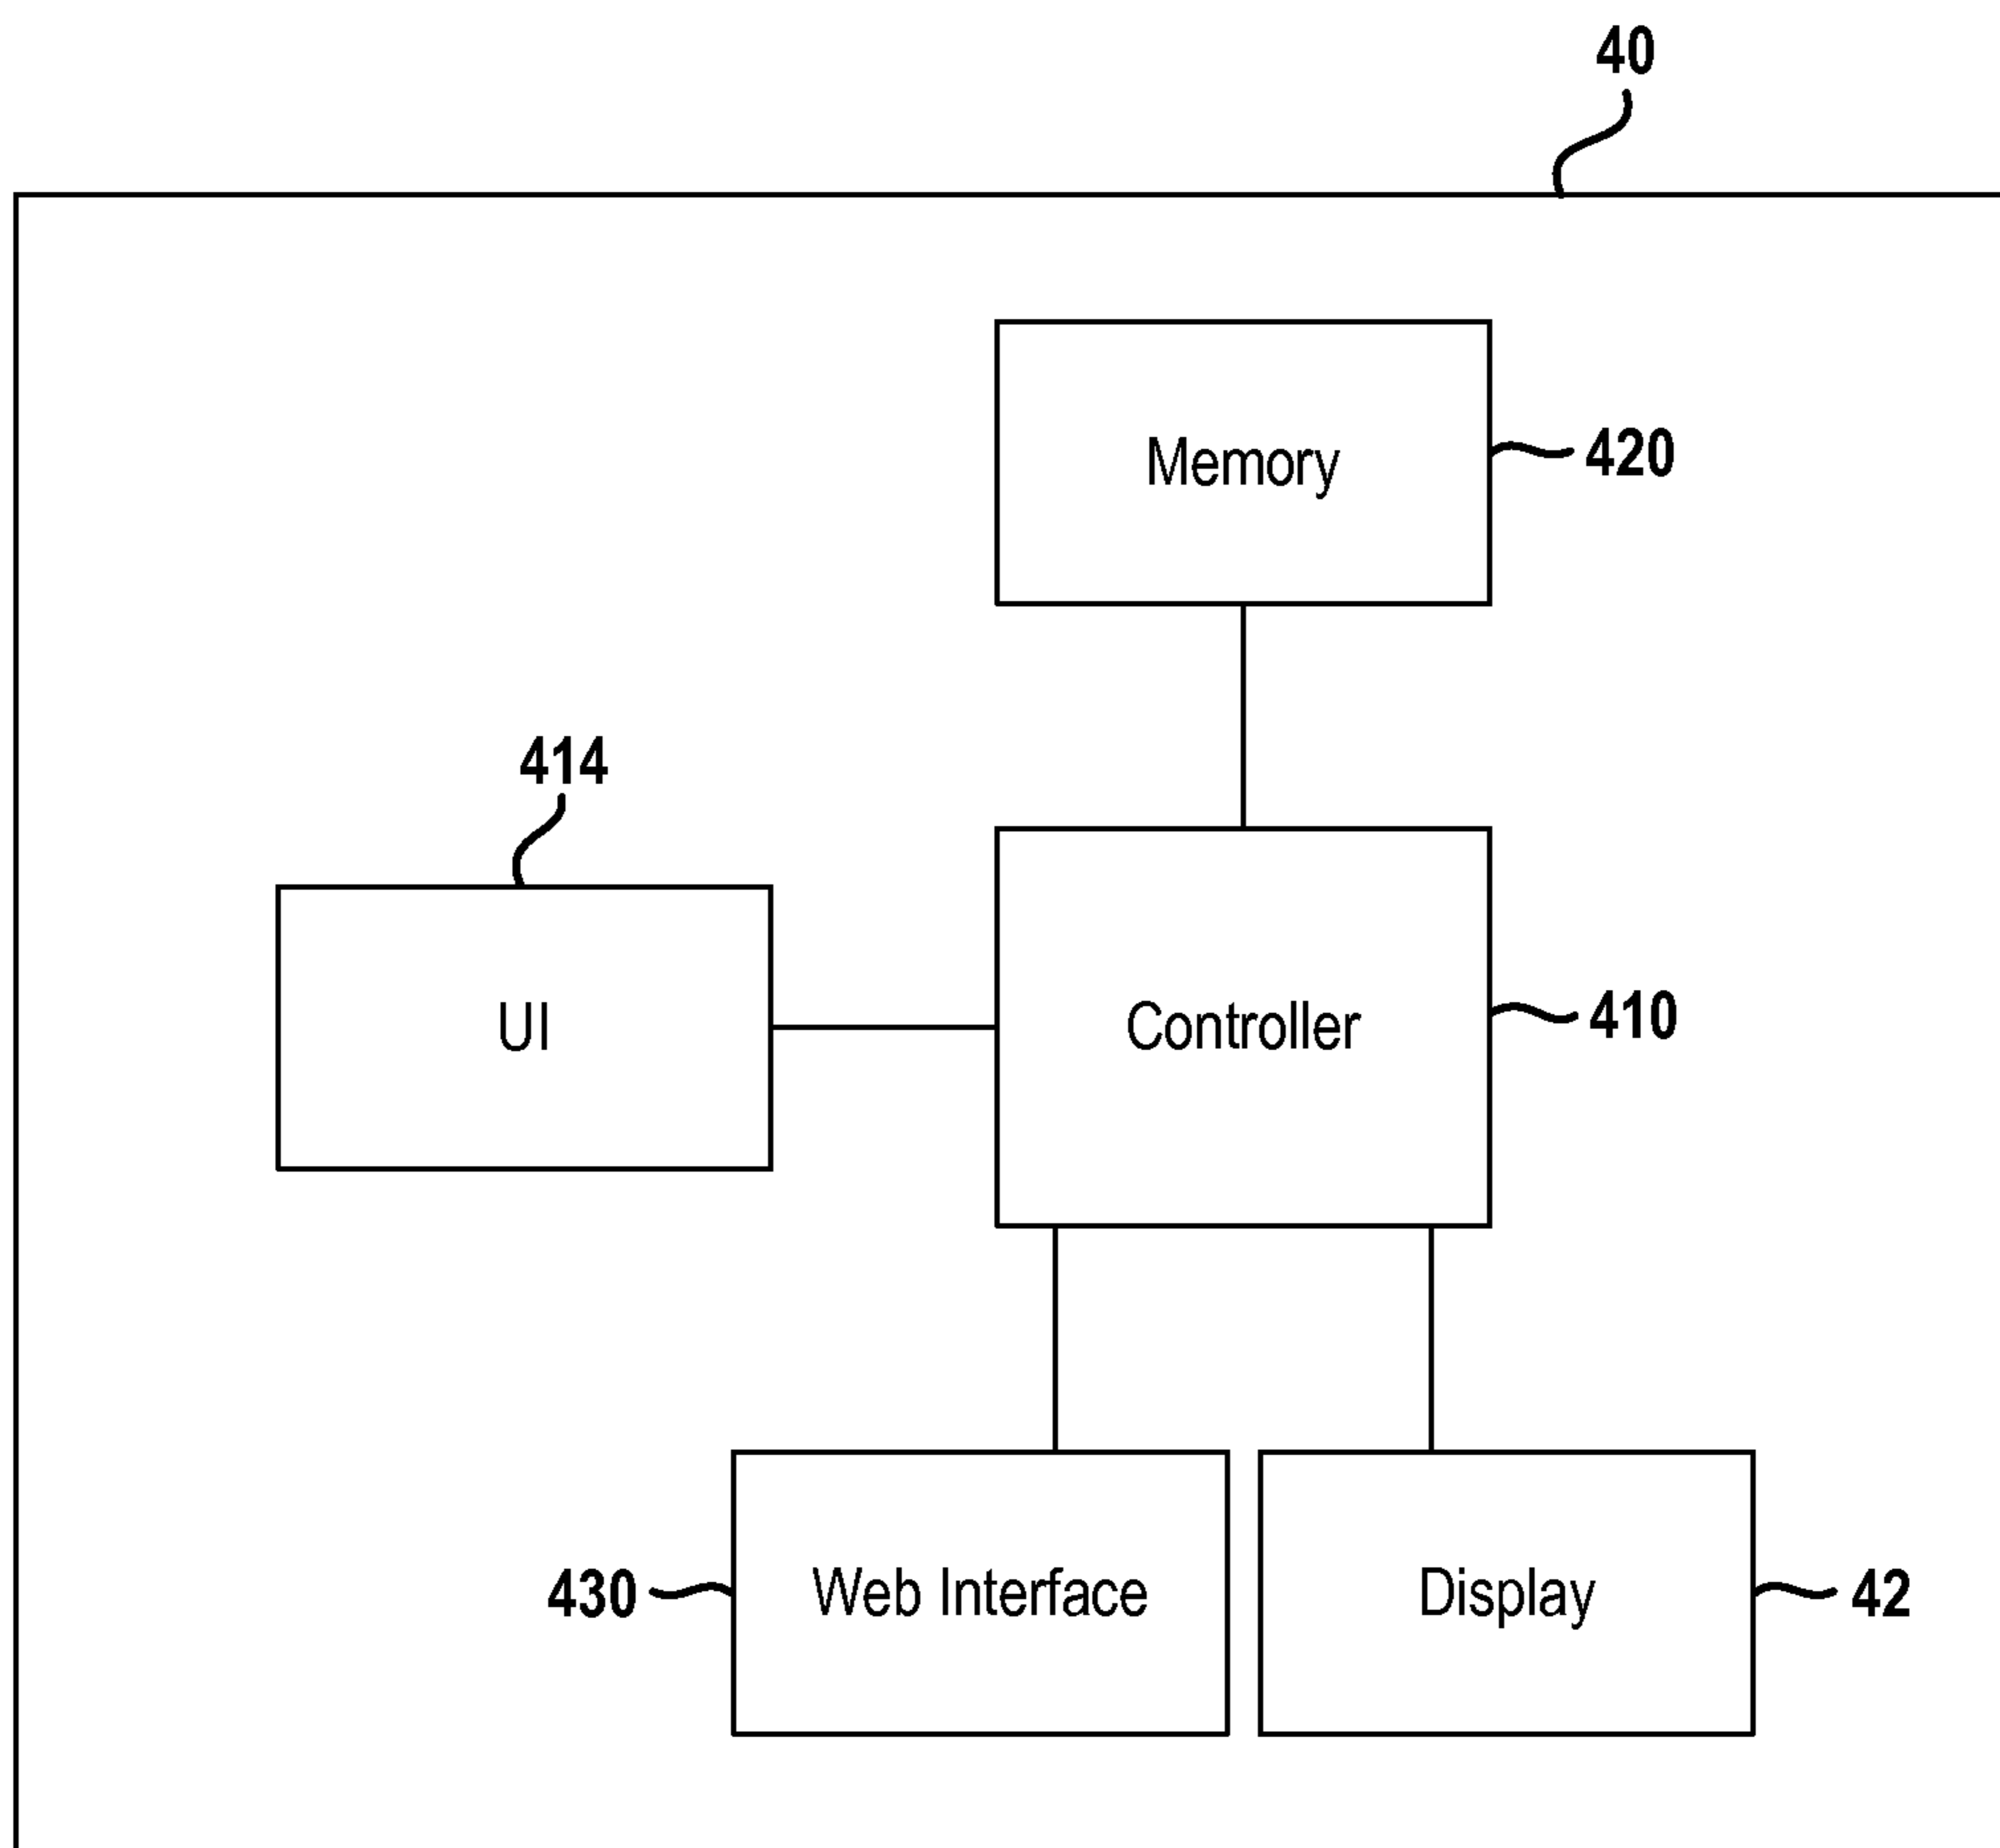 40
Memory
420
414
UI
Controller
410
430
Web Interface
Display
42